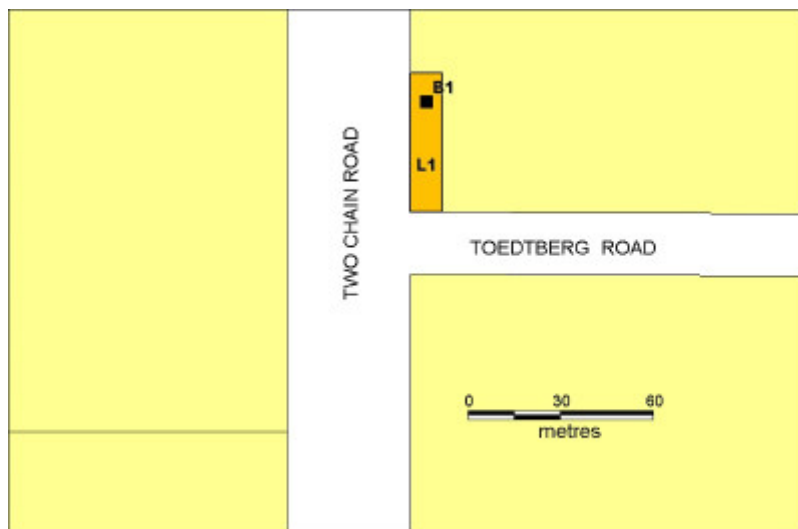 B1
L1
TWO CHAIN ROAD
TOEDTBERG ROAD
0 30 60
metres